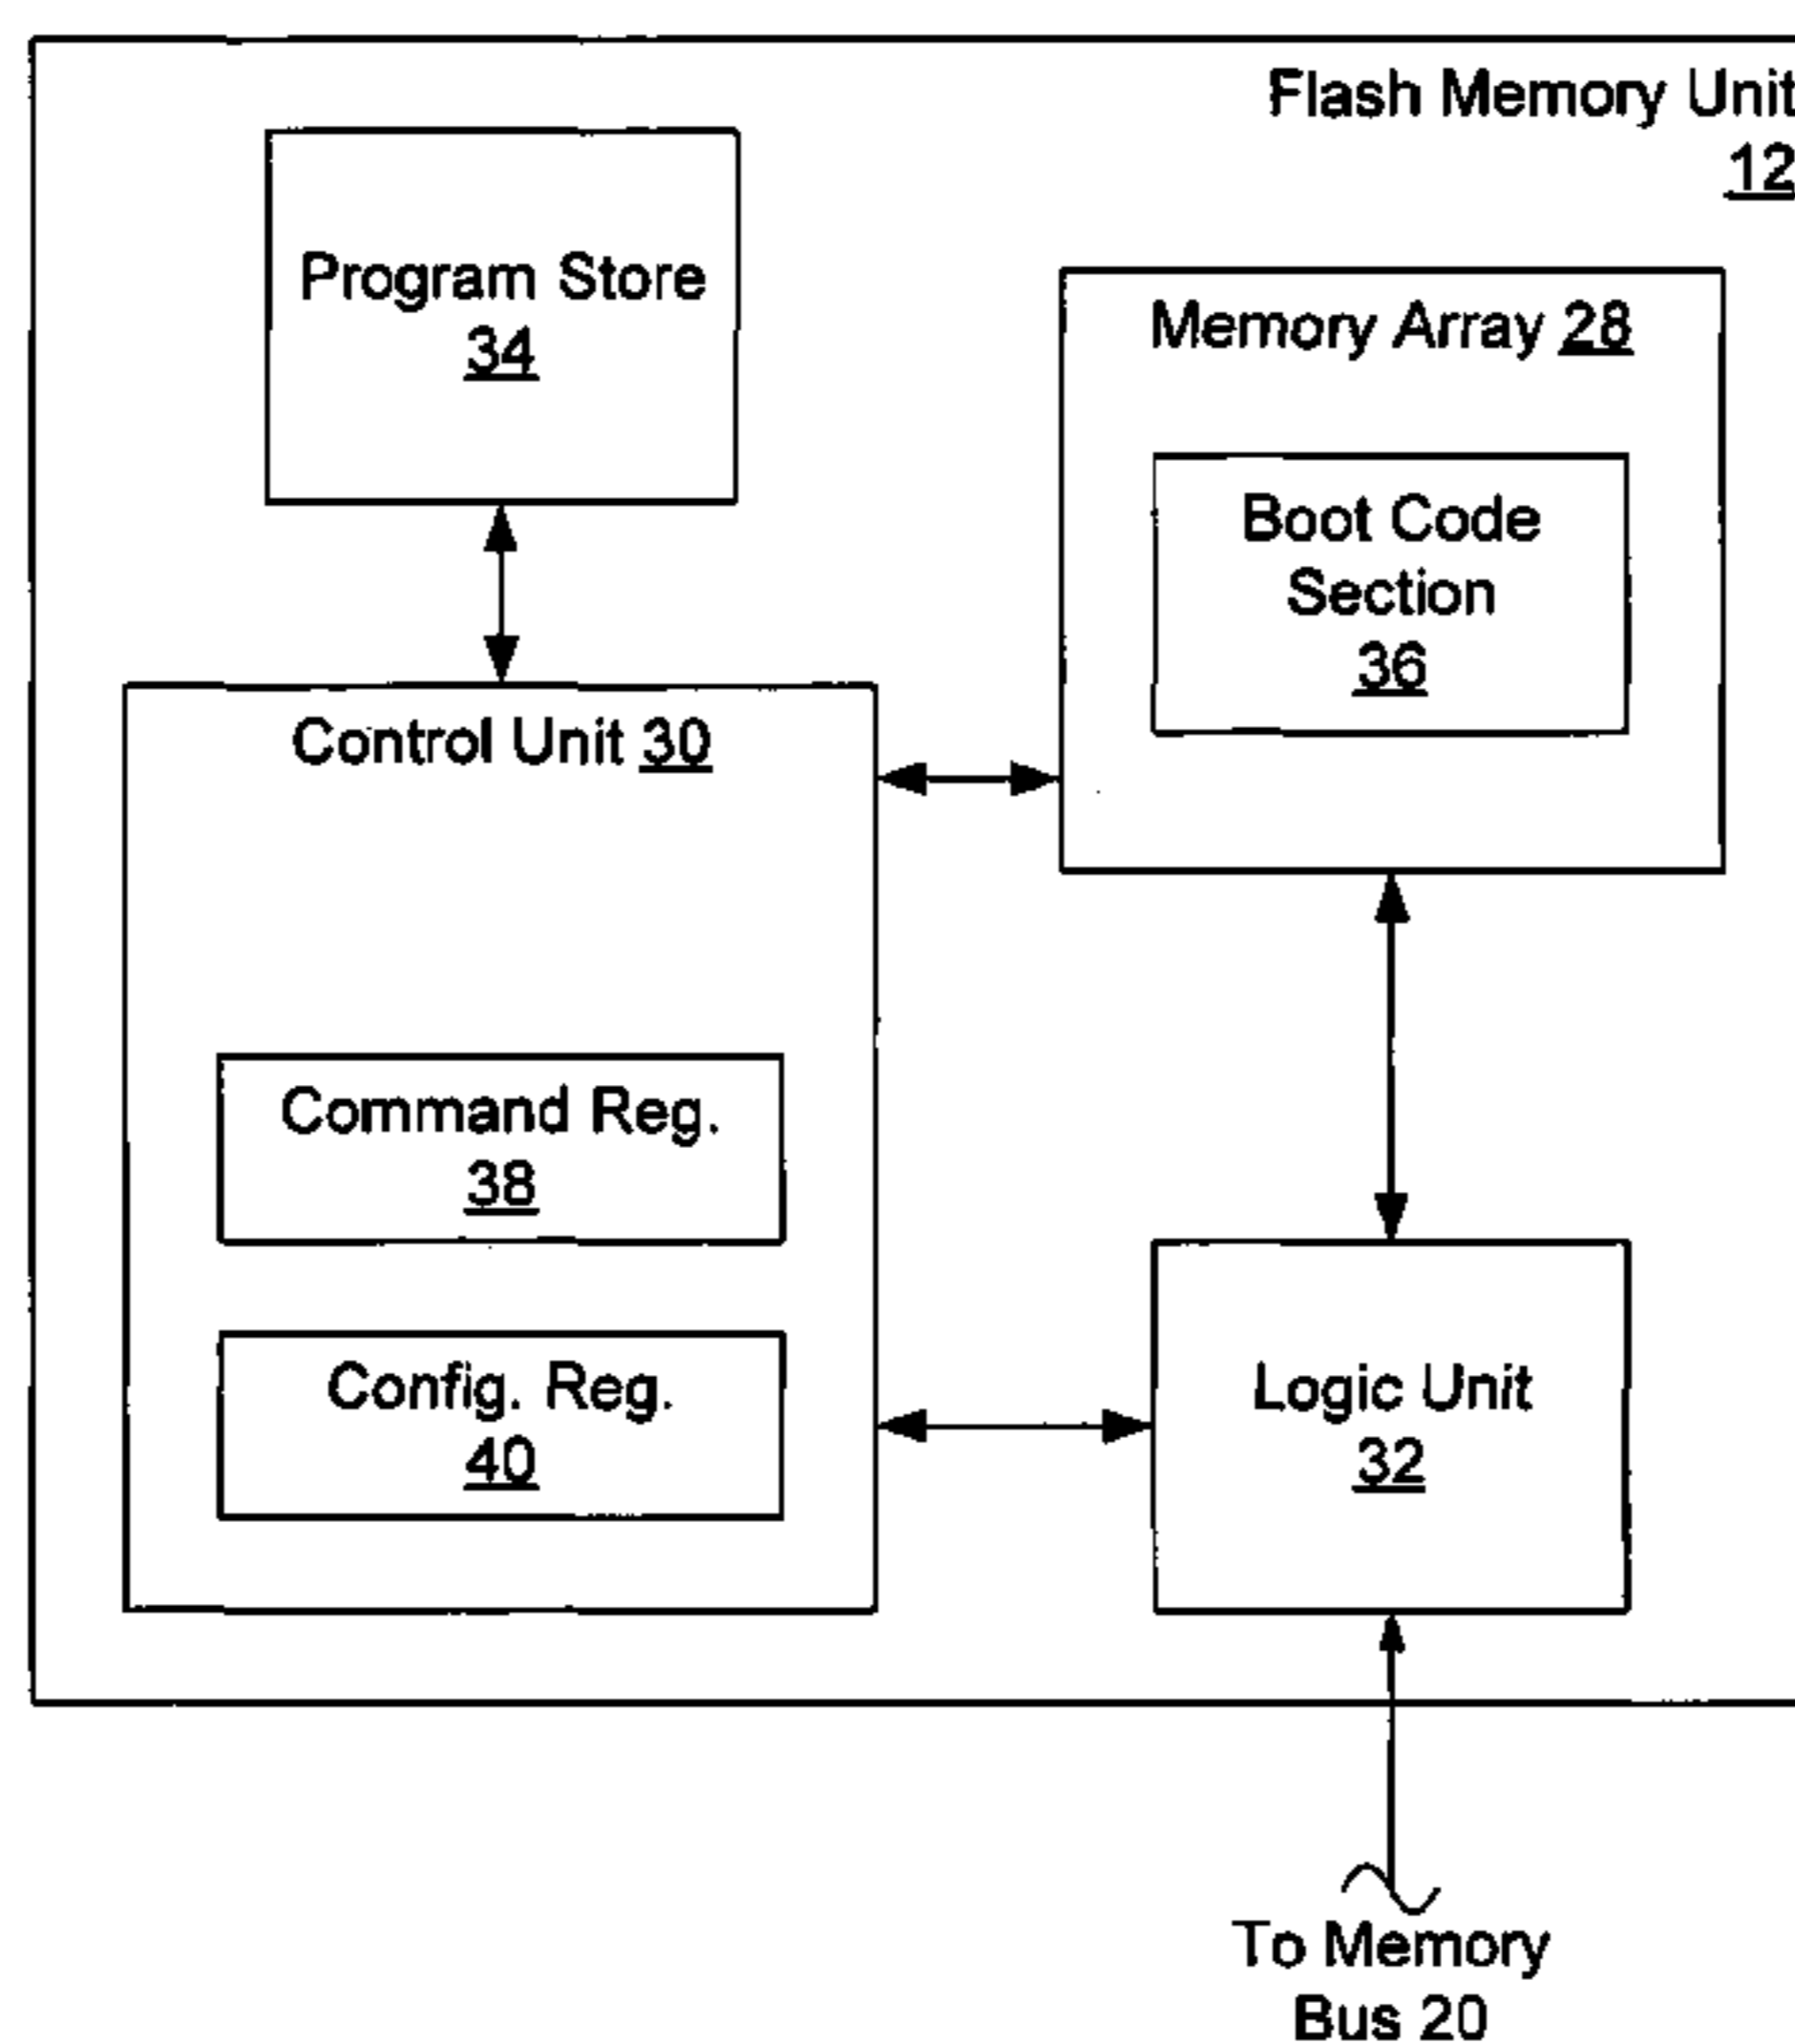 Flash Memory Unit
12
Program Store
34
Memory Array 28
Boot Code
Section
36
Control Unit 30
Command Reg.
38
Config. Reg.
40
Logic Unit
32
To Memory
Bus 20